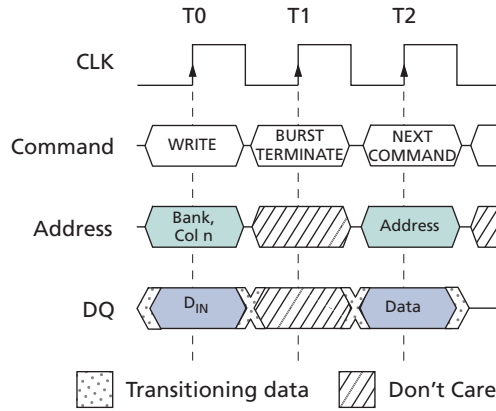 T0 T1 T2
CLK
Command WRITE BURST TERMINATE NEXT COMMAND
Address Bank, Col n Address
DQ DIN Data
Transitioning data Don't Care